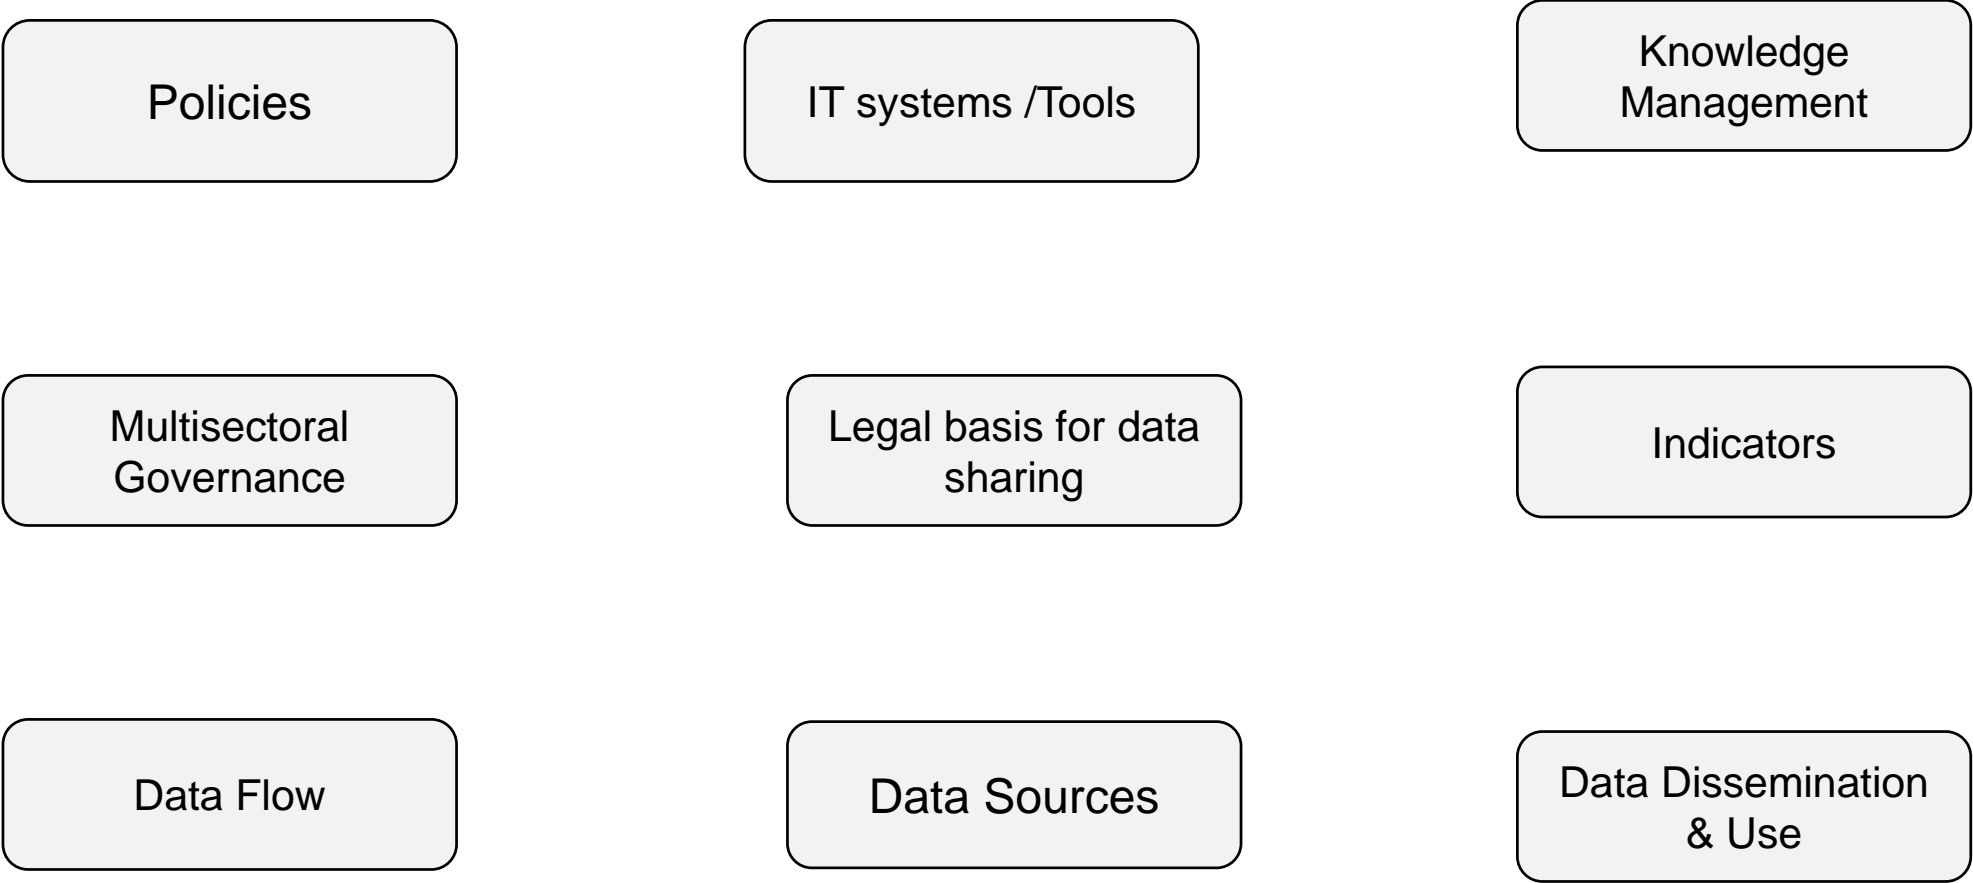 Policies
IT systems /Tools
Knowledge
Management
Multisectoral
Governance
Legal basis for data
sharing
Indicators
Data Flow
Data Sources
Data Dissemination
& Use